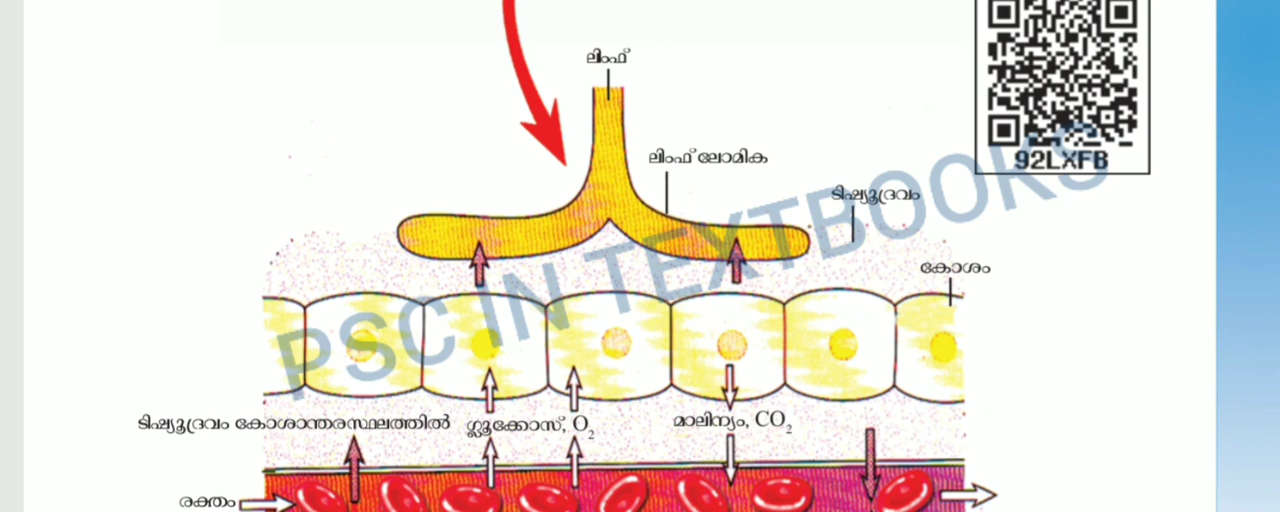 ലിംഫ്
92LXFB
ലിംഫ് ലോമിക
ടിഷ്യൂദ്രവം
കോശം
PSC IN TEXTBOOKS
ടിഷ്യൂദ്രവം കോശാന്തരസ്ഥലത്തിൽ
ഗ്ലൂക്കോസ്, O₂
മാലിന്യം, CO₂
രക്തം